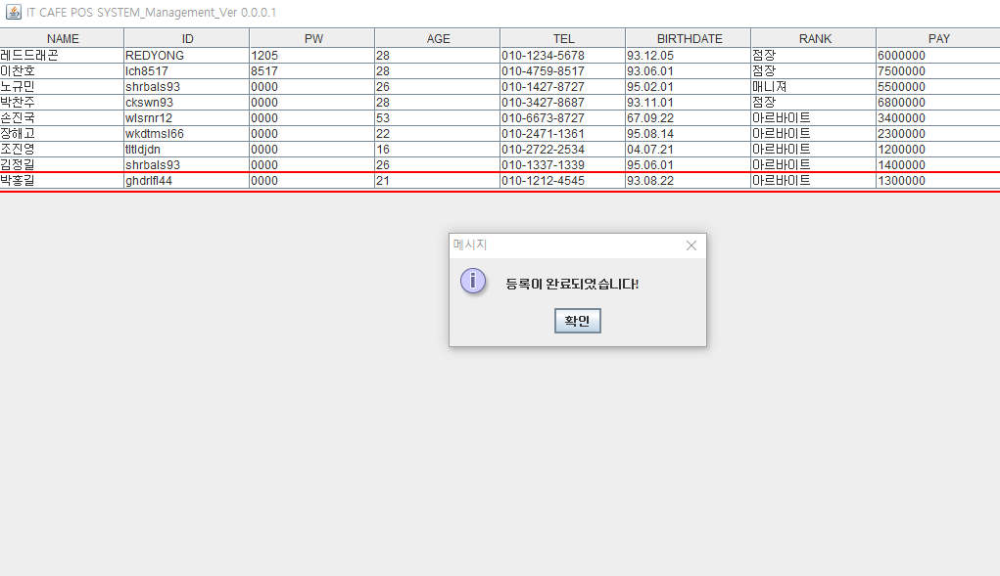 IT CAFE POS SYSTEM_Management_Ver 0.0.0.1
NAME ID PW AGE TEL BIRTHDATE RANK PAY
레드드래곤 REDYONG 1205 28 010-1234-5678 93.12.05 점장 6000000
이찬호 lch8517 8517 28 010-4759-8517 93.06.01 점장 7500000
노규민 shrbals93 0000 26 010-1427-8727 95.02.01 매니져 5500000
박찬주 ckswn93 0000 28 010-3427-8687 93.11.01 점장 6800000
손진국 wlsrnr12 0000 53 010-6673-8727 67.09.22 아르바이트 3400000
장해고 wkdtmsl66 0000 22 010-2471-1361 95.08.14 아르바이트 2300000
조진영 tltldjdn 0000 16 010-2722-2534 04.07.21 아르바이트 1200000
김정길 shrbals93 0000 26 010-1337-1339 95.06.01 아르바이트 1400000
박홍길 ghdrlfl44 0000 21 010-1212-4545 93.08.22 아르바이트 1300000
메시지
등록이 완료되었습니다!
확인